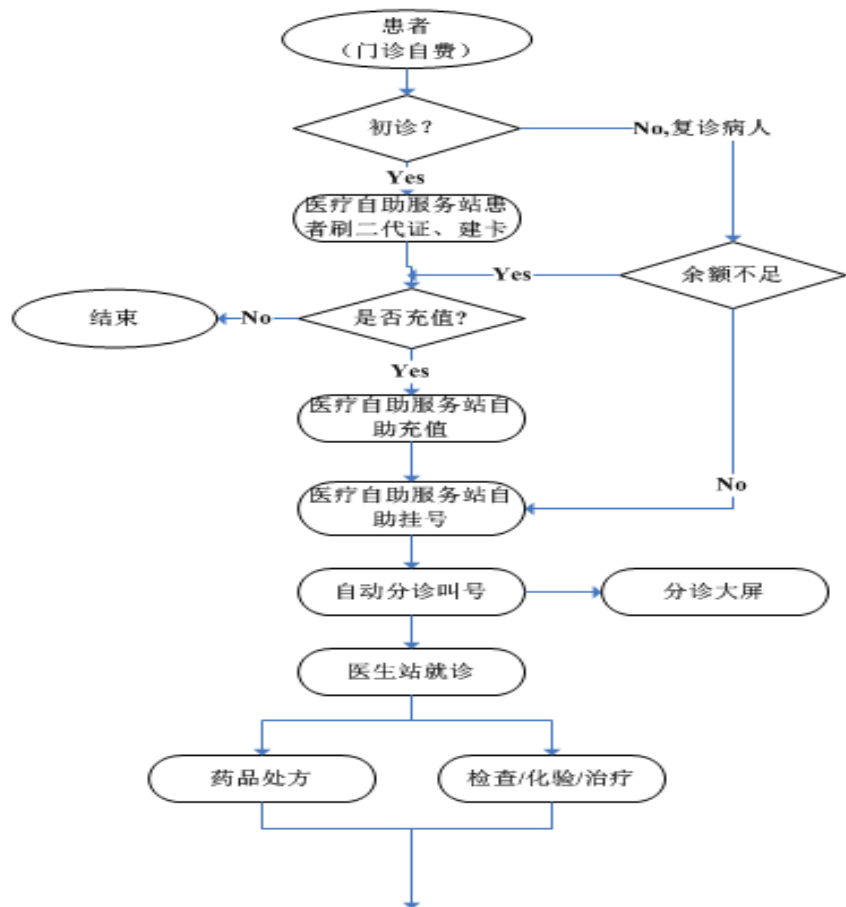 患者
（门诊自费）
初诊？
No,复诊病人
Yes
医疗自助服务站患
者刷二代证、建卡
Yes
余额不足
结束
No
是否充值?
Yes
医疗自助服务站自
助充值
No
医疗自助服务站自
助挂号
自动分诊叫号
分诊大屏
医生站就诊
药品处方
检查/化验/治疗